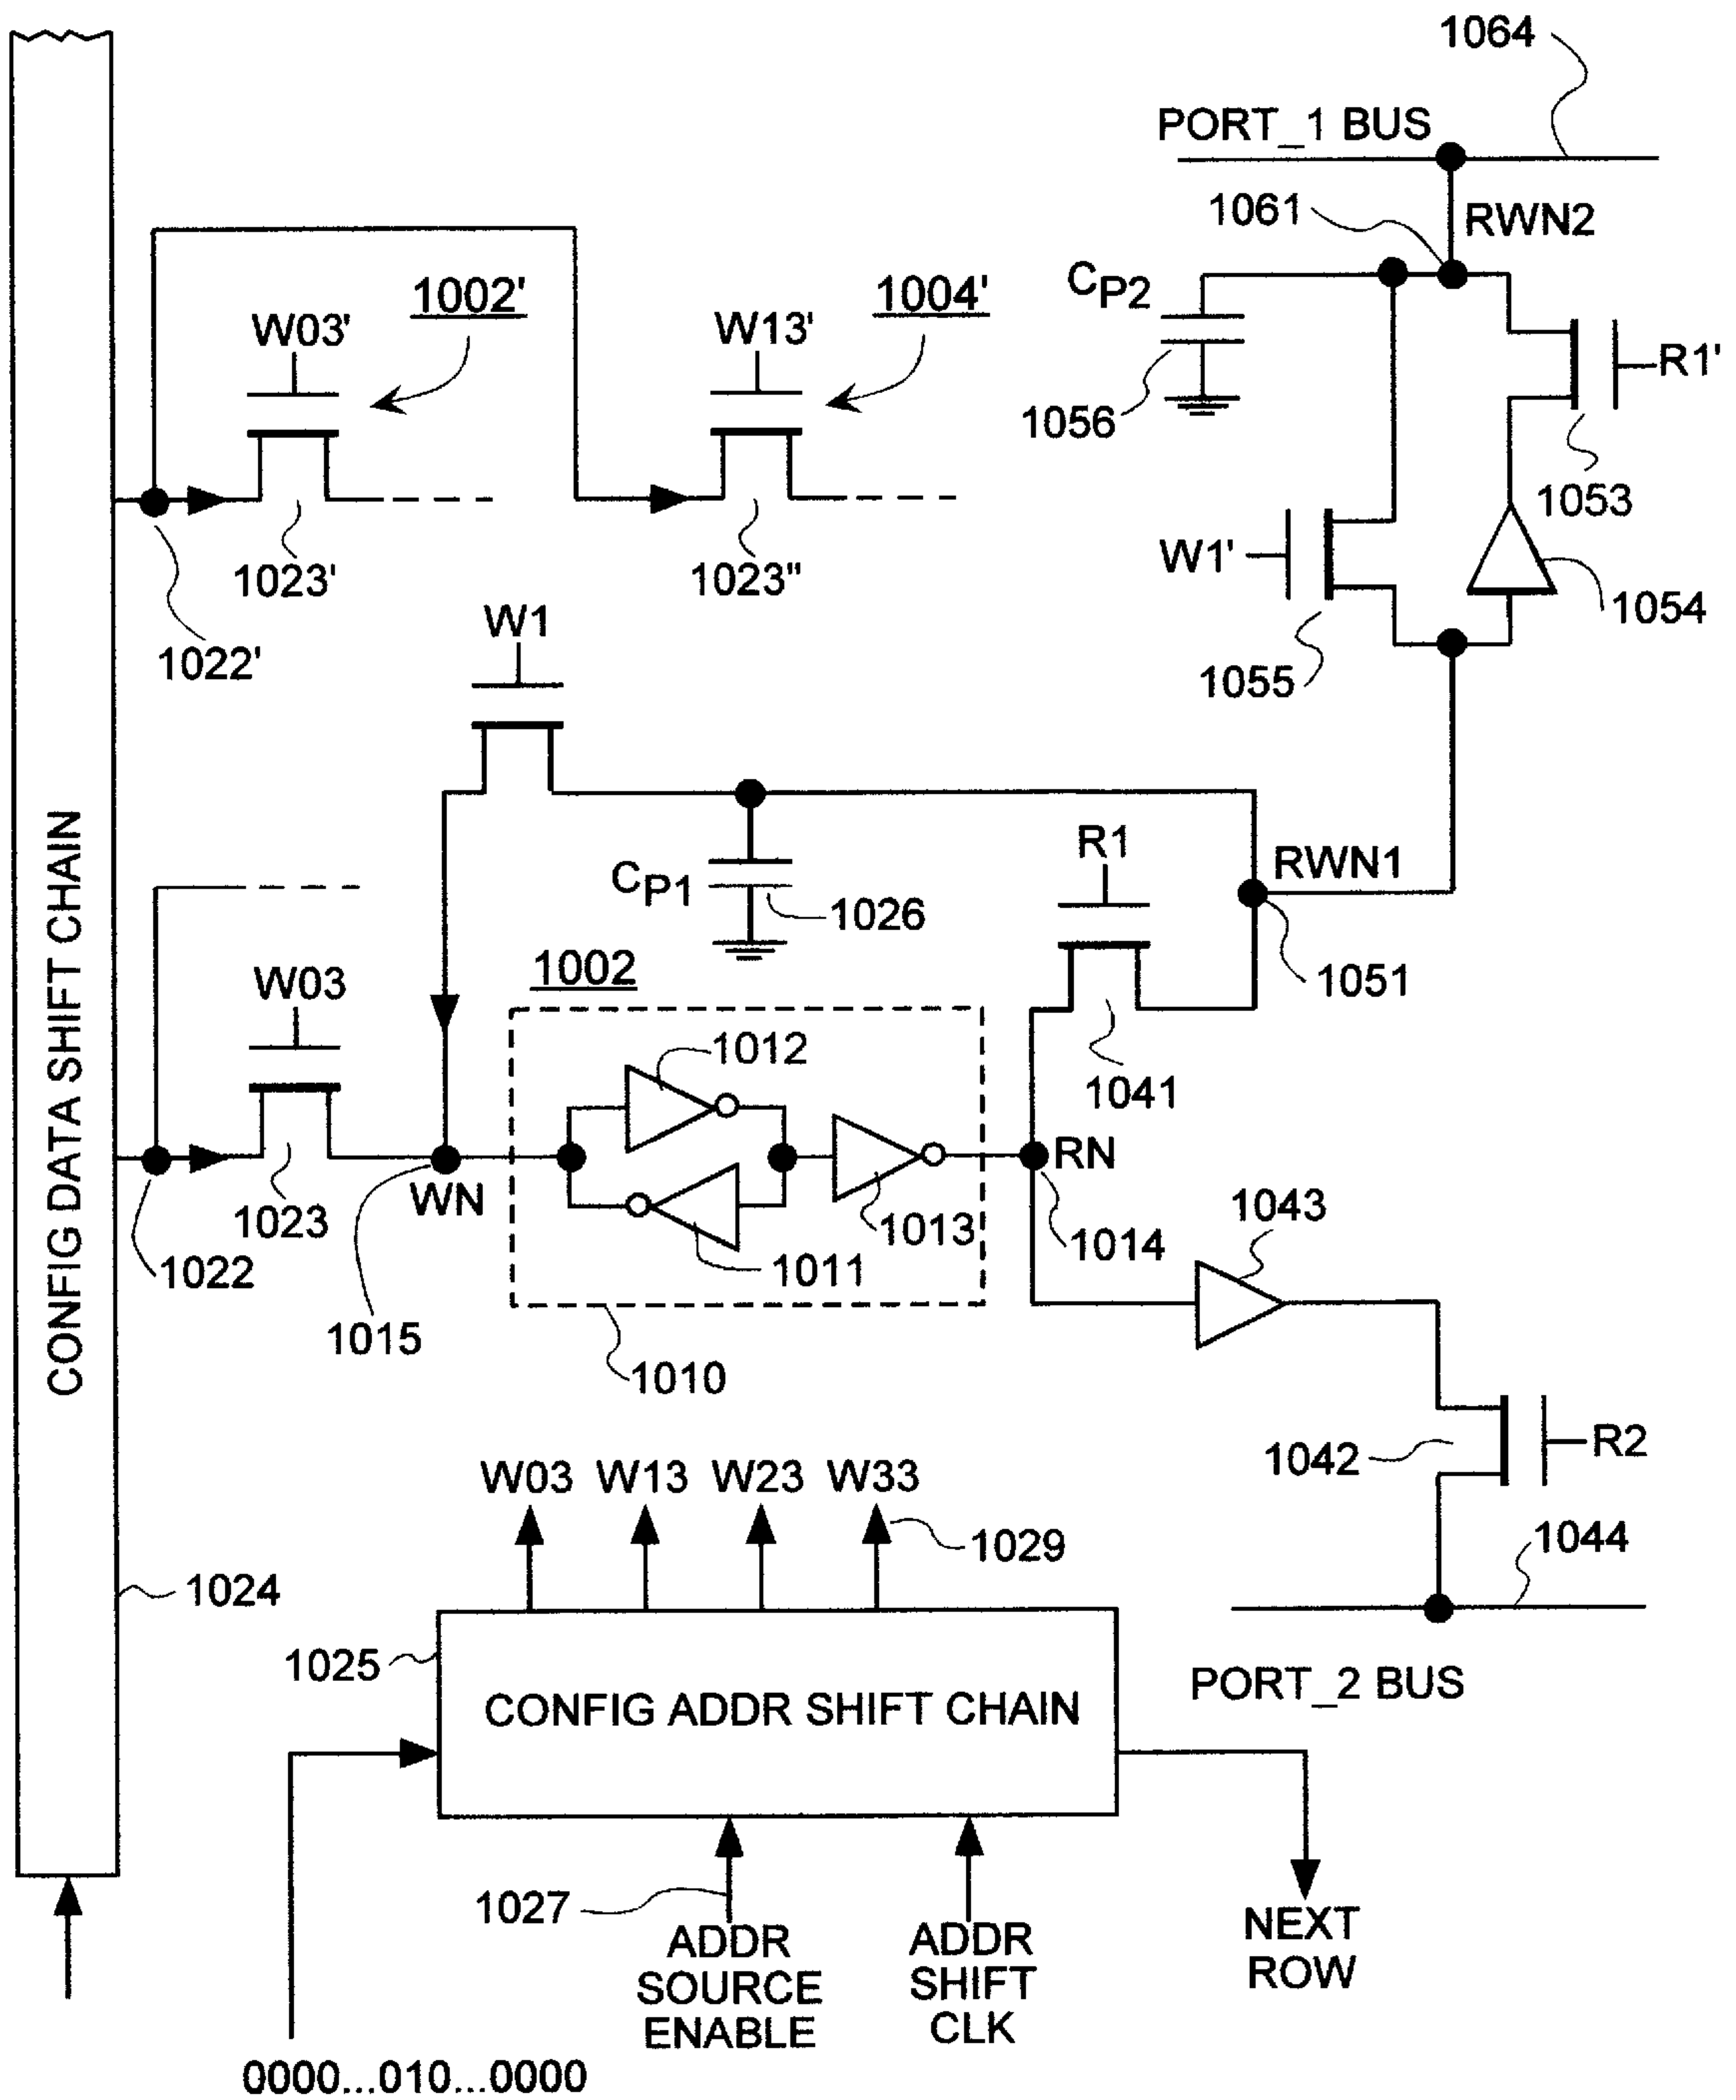 1064
PORT_1 BUS
1061
RWN2
CP2
1002'
1004'
W03'
W13'
R1'
1056
1053
W1'
1023'
1023"
1054
W1
1022'
1055
R1
RWN1
CP1
1026
1002
1051
W03
1012
1041
RN
WN
1023
1013
1014
1043
1022
1011
1015
1010
CONFIG DATA SHIFT CHAIN
1042
R2
W03 W13 W23 W33
1029
1044
1024
1025
CONFIG ADDR SHIFT CHAIN
PORT_2 BUS
1027
ADDR
SOURCE
ENABLE
ADDR
SHIFT
CLK
NEXT
ROW
0000...010...0000